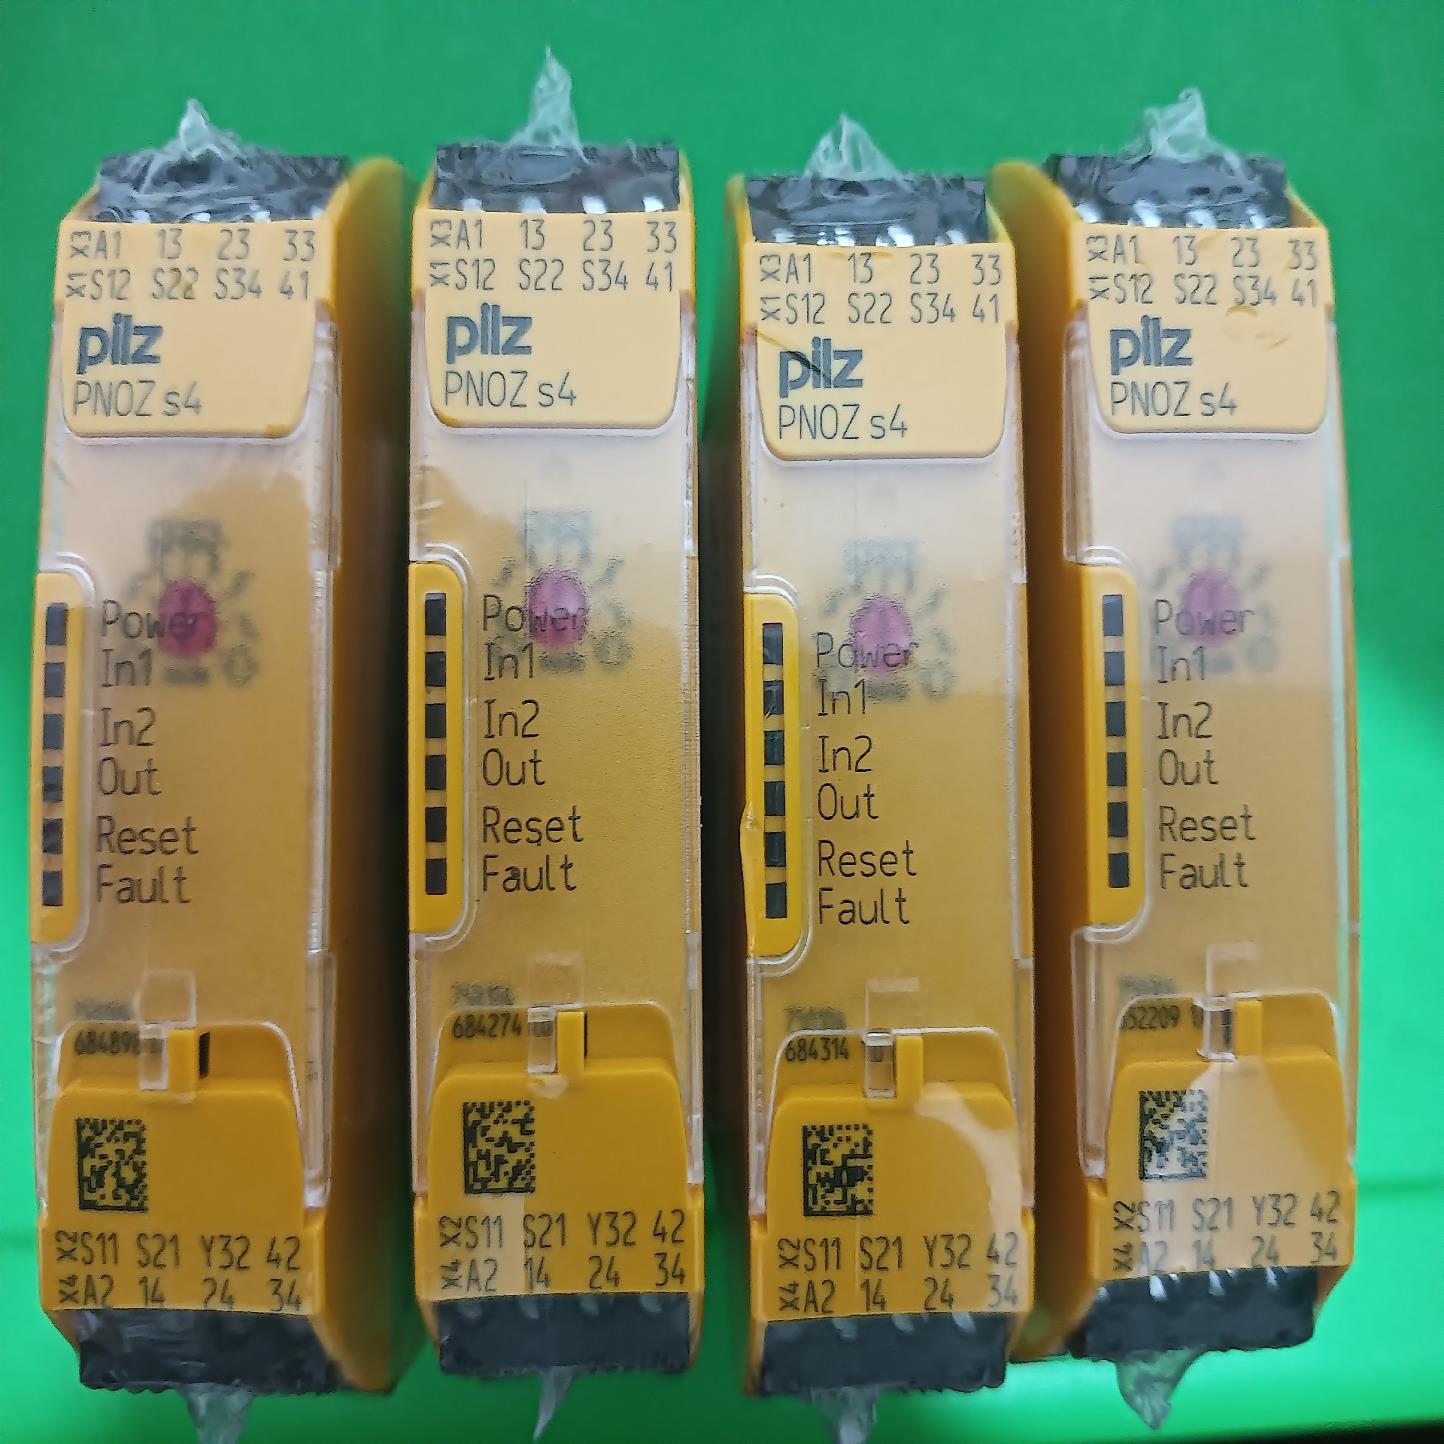 X3 A1 13 23 33
X1 S12 S22 S34 41
pilz
PNOZ s4
Power
In1
In2
Out
Reset
Fault
X2 S11 S21 Y32 42
X4 A2 14 24 34
X3 A1 13 23 33
X1 S12 S22 S34 41
pilz
PNOZ s4
Power
In1
In2
Out
Reset
Fault
684274
X2 S11 S21 Y32 42
X4 A2 14 24 34
X3 A1 13 23 33
X1 S12 S22 S34 41
pilz
PNOZ s4
Power
In1
In2
Out
Reset
Fault
684314
X2 S11 S21 Y32 42
X4 A2 14 24 34
X3 A1 13 23 33
X1 S12 S22 S34 41
pilz
PNOZ s4
Power
In1
In2
Out
Reset
Fault
X2 S11 S21 Y32 42
X4 A2 14 24 34